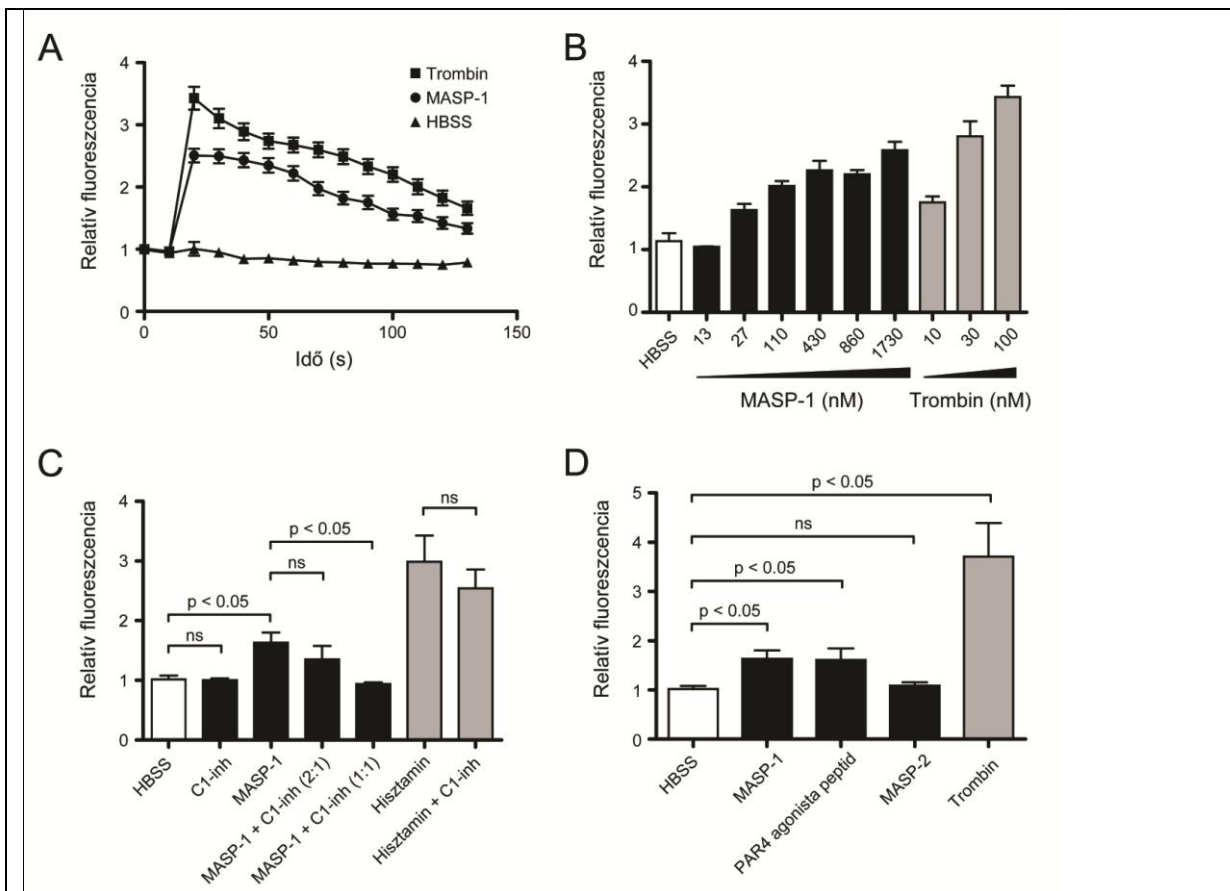 A
Relatív fluoreszcencia
4
3
2
1
0
Trombin
MASP-1
HBSS
0
50
100
150
Idő (s)
B
Relatív fluoreszcencia
4
3
2
1
0
HBSS
13
27
110
430
860
1730
10
30
100
MASP-1 (nM)
Trombin (nM)
C
Relatív fluoreszcencia
4
3
2
1
0
ns
p < 0.05
ns
p < 0.05
ns
HBSS
C1-inh
MASP-1
MASP-1 + C1-inh (2:1)
MASP-1 + C1-inh (1:1)
Hisztamin
Hisztamin + C1-inh
D
Relatív fluoreszcencia
5
4
3
2
1
0
p < 0.05
ns
p < 0.05
p < 0.05
HBSS
MASP-1
PAR4 agonista peptid
MASP-2
Trombin